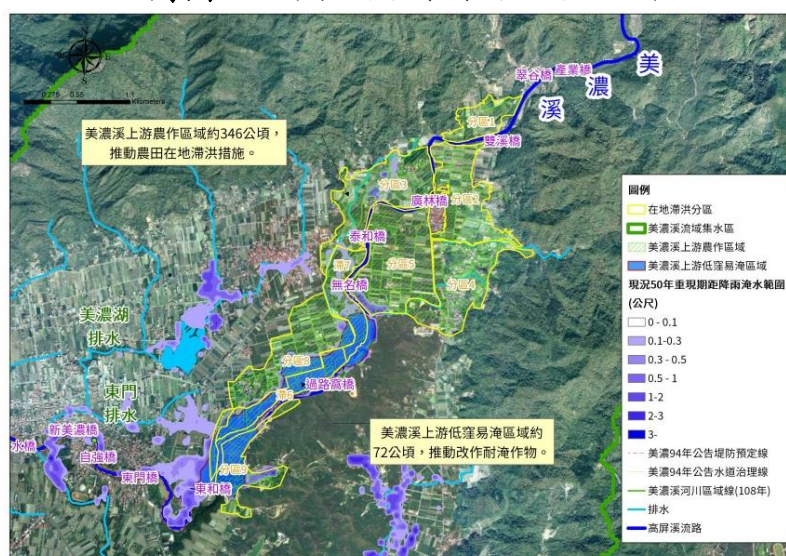 0.275 0.55 1.1
Kilometers
美濃溪上游農作區域約346公頃，
推動農田在地滯洪措施。
美
濃
溪
產業橋
翠谷橋
分區1
雙溪橋
分區3
廣林橋
分區2
泰和橋
滯7
分區5
分區4
無名橋
美濃湖
排水
分區8
過路窩橋
東門
排水
新美濃橋
水橋
自強橋
東門橋
東和橋
分區9
美濃溪上游低窪易淹區域約
72公頃，推動改作耐淹作物。
圖例
在地滯洪分區
美濃溪流域集水區
美濃溪上游農作區域
美濃溪上游低窪易淹區域
現況50年重現期距降雨淹水範圍
(公尺)
0 - 0.1
0.1-0.3
0.3 - 0.5
0.5 - 1
1-2
2-3
3-
美濃94年公告堤防預定線
美濃94年公告水道治理線
美濃溪河川區域線(108年)
排水
高屏溪流路